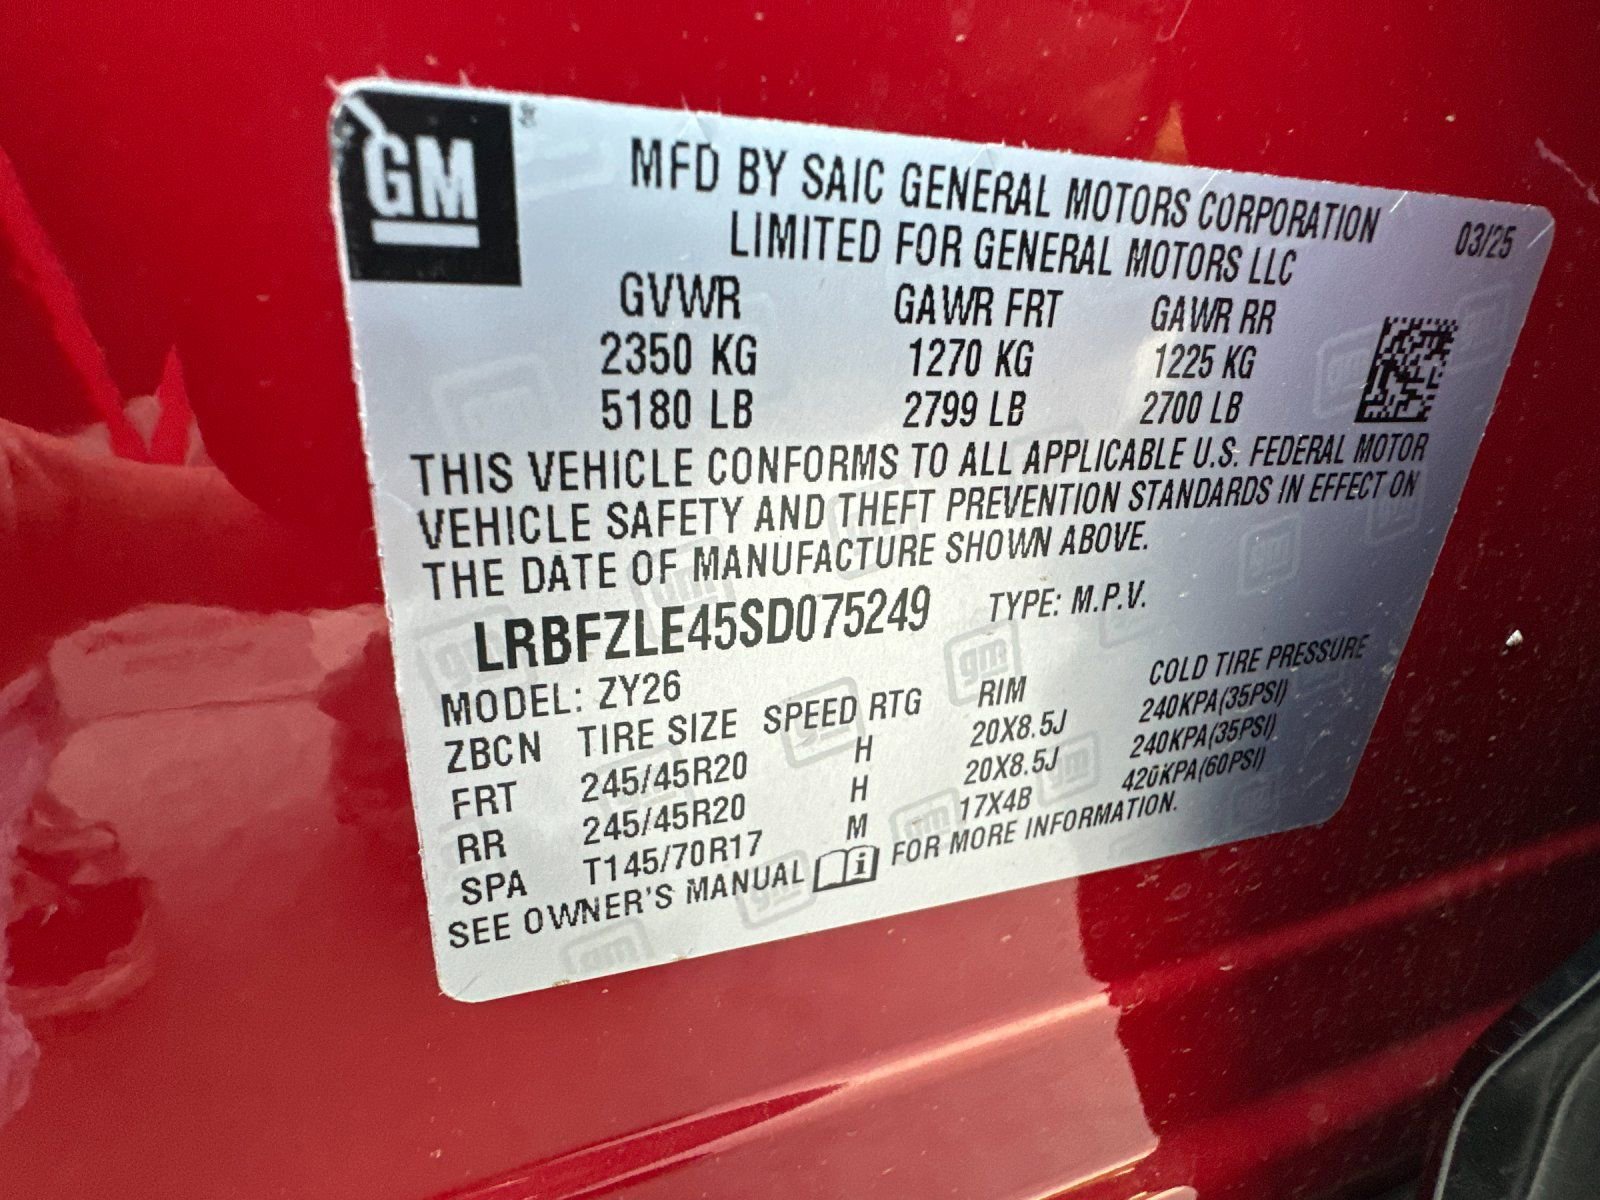 GM
MFD BY SAIC GENERAL MOTORS CORPORATION
LIMITED FOR GENERAL MOTORS LLC
03/25
GVWR GAWR FRT GAWR RR
2350 KG 1270 KG 1225 KG
5180 LB 2799 LB 2700 LB
THIS VEHICLE CONFORMS TO ALL APPLICABLE U.S. FEDERAL MOTOR
VEHICLE SAFETY AND THEFT PREVENTION STANDARDS IN EFFECT ON
THE DATE OF MANUFACTURE SHOWN ABOVE.
LRBFZLE45SD075249 TYPE: M.P.V.
MODEL: ZY26
ZBCN TIRE SIZE SPEED RTG RIM COLD TIRE PRESSURE
FRT 245/45R20 H 20X8.5J 240KPA(35PSI)
RR 245/45R20 H 20X8.5J 240KPA(35PSI)
SPA T145/70R17 M 17X4B 420KPA(60PSI)
SEE OWNER'S MANUAL FOR MORE INFORMATION.